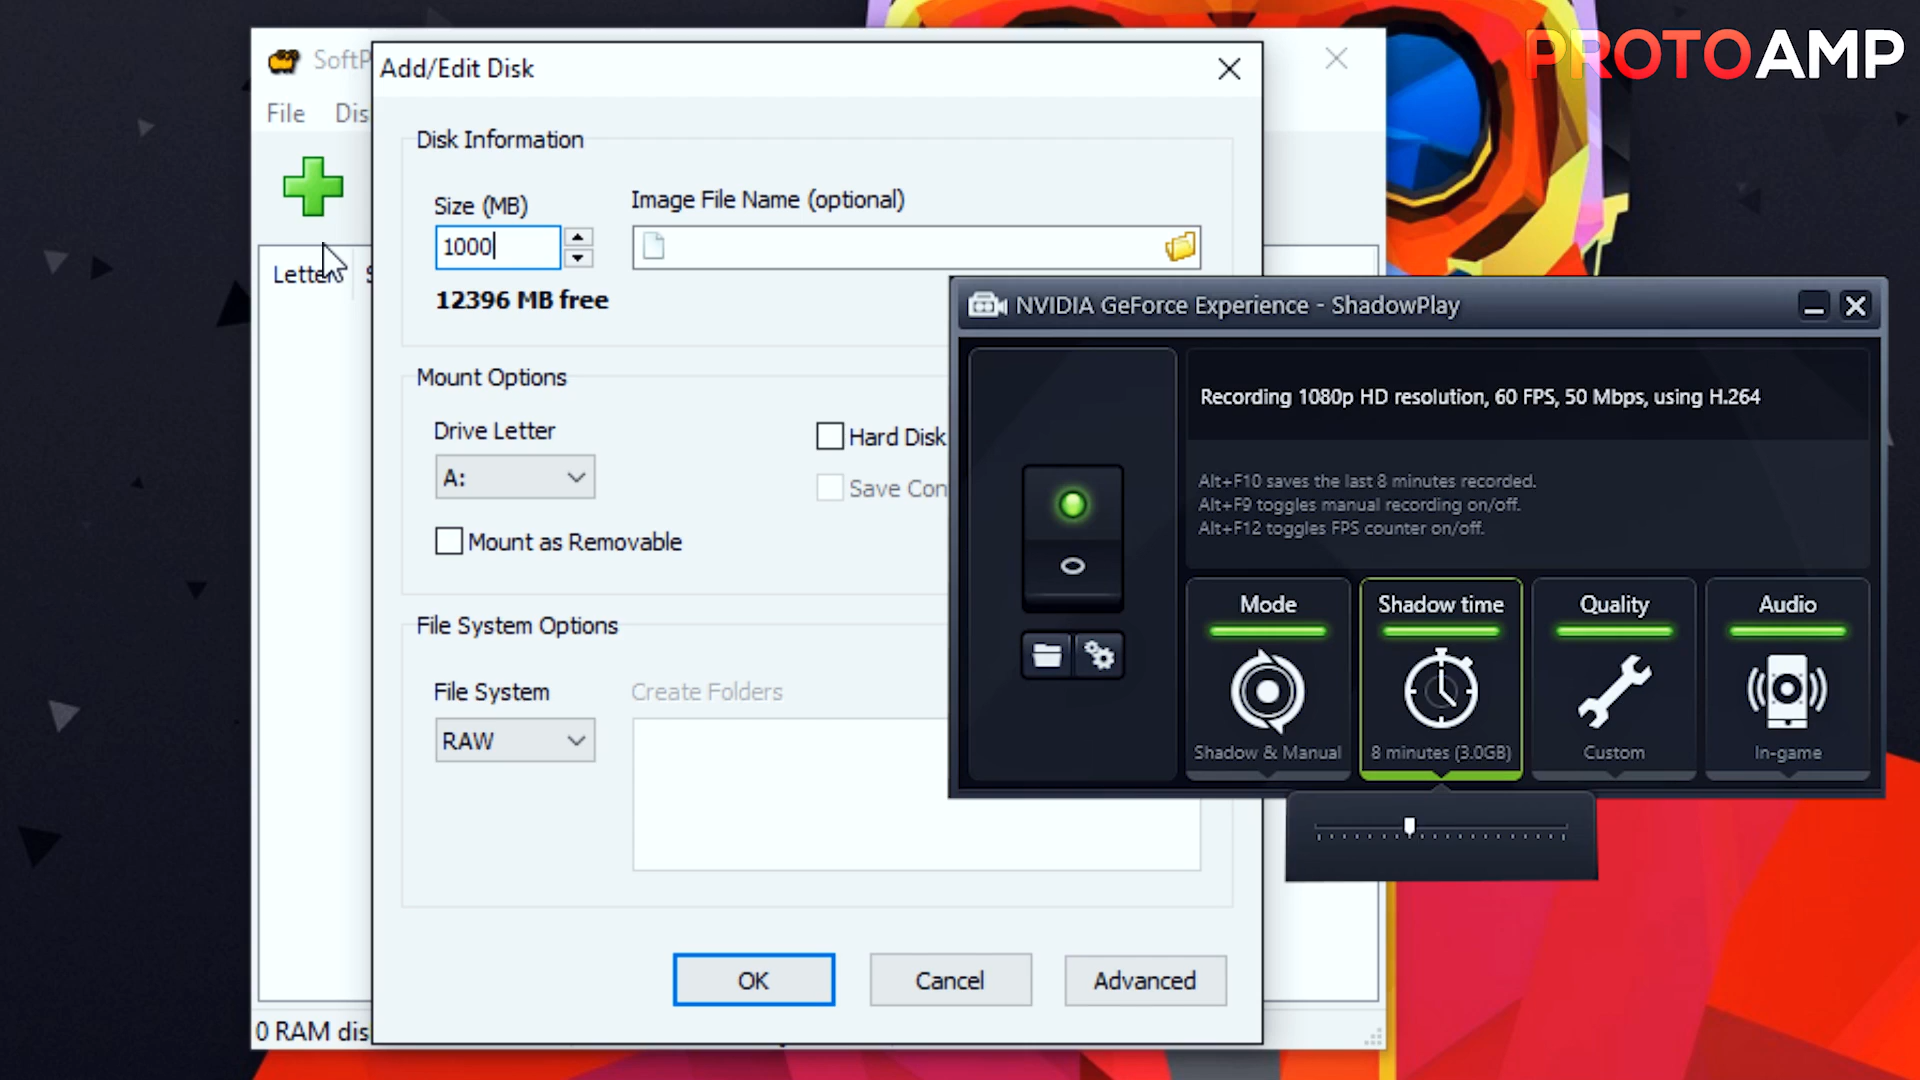 PROTOAMP
SoftP
File Dis
Letters S
0 RAM dis
Add/Edit Disk
Disk Information
Size (MB)
1000
12396 MB free
Image File Name (optional)
Mount Options
Drive Letter
A:
Hard Disk
Save Con
Mount as Removable
File System Options
File System
RAW
Create Folders
OK Cancel Advanced
NVIDIA GeForce Experience - ShadowPlay
Recording 1080p HD resolution, 60 FPS, 50 Mbps, using H.264
Alt+F10 saves the last 8 minutes recorded.
Alt+F9 toggles manual recording on/off.
Alt+F12 toggles FPS counter on/off.
Mode Shadow time Quality Audio
Shadow & Manual 8 minutes (3.0GB) Custom In-game